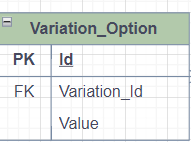 Variation_Option
PK Id
FK Variation_Id
Value